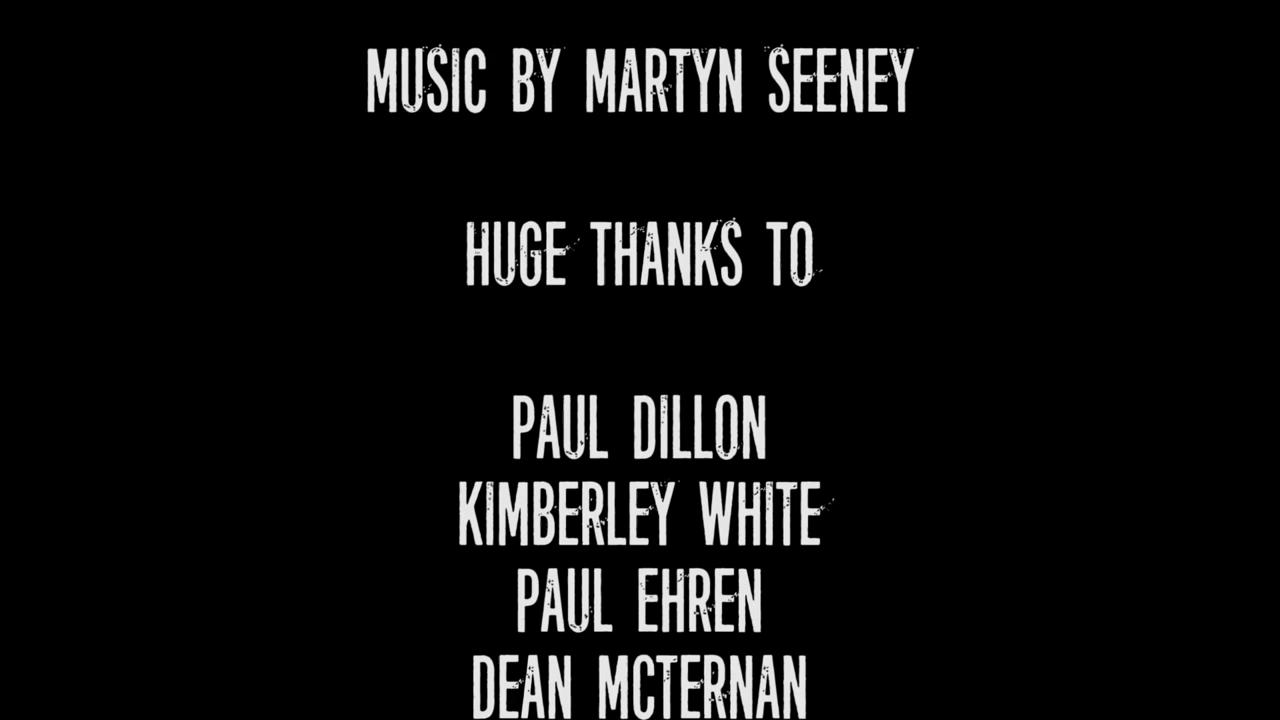 MUSIC BY MARTYN SEENEY
HUGE THANKS TO
PAUL DILLON
KIMBERLEY WHITE
PAUL EHREN
DEAN MCTERNAN